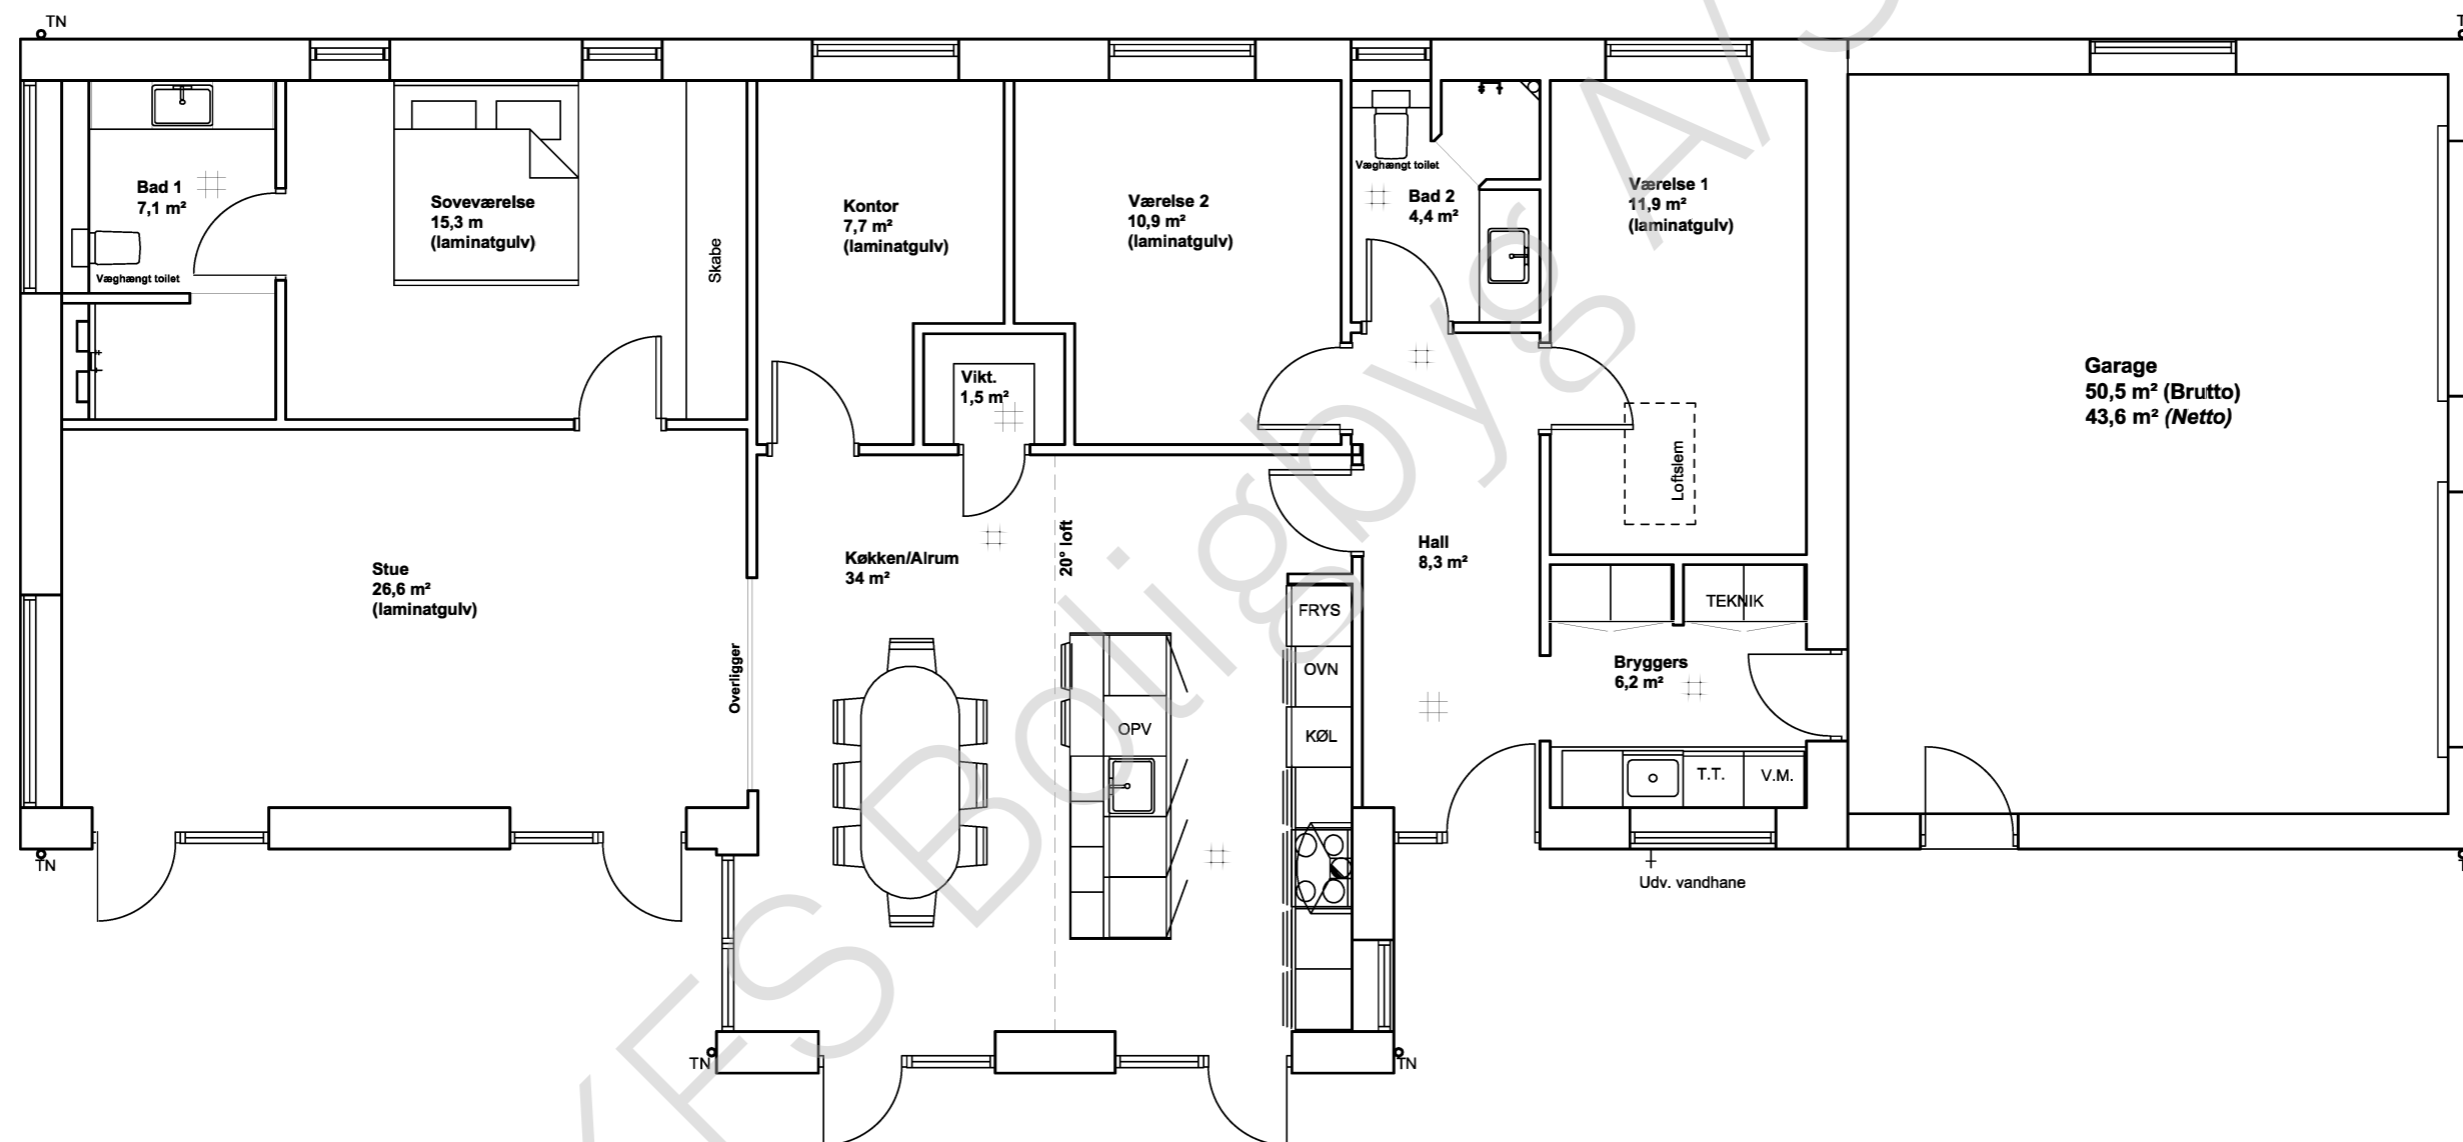 TN
Bad 1
7,1 m²
Væghængt toilet
Soveværelse
15,3 m
(laminatgulv)
Skabe
Kontor
7,7 m²
(laminatgulv)
Vikt.
1,5 m²
Værelse 2
10,9 m²
(laminatgulv)
Væghængt toilet
Bad 2
4,4 m²
Værelse 1
11,9 m²
(laminatgulv)
Loftslem
Garage
50,5 m² (Brutto)
43,6 m² (Netto)
Stue
26,6 m²
(laminatgulv)
Overligger
Køkken/Alrum
34 m²
20° loft
OPV
FRYS
OVN
KØL
Hall
8,3 m²
TEKNIK
Bryggers
6,2 m²
T.T.
V.M.
Udv. vandhane
TN
TN
TN
Boligbyg A/S